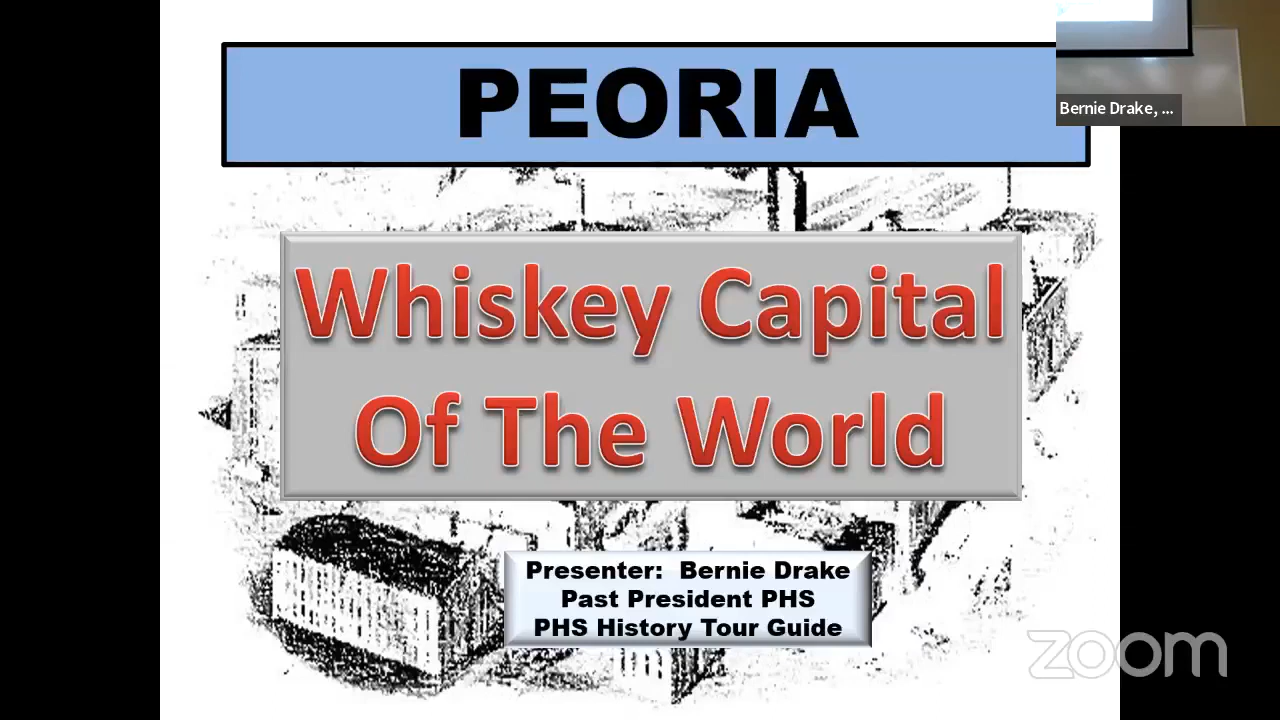 PEORIA
Bernie Drake, ...
Whiskey Capital
Of The World
Presenter: Bernie Drake
Past President PHS
PHS History Tour Guide
zoom